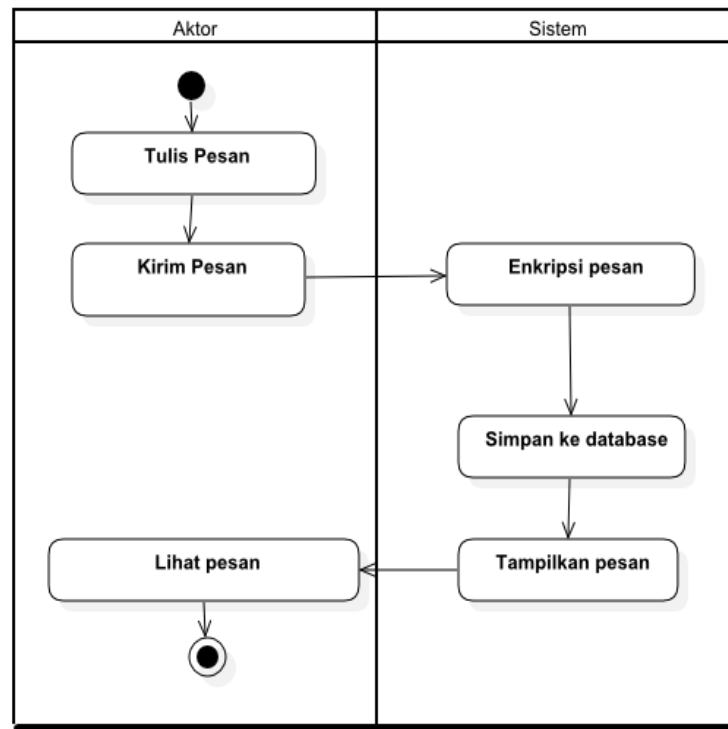 Aktor
Sistem
Tulis Pesan
Kirim Pesan
Enkripsi pesan
Simpan ke database
Tampilkan pesan
Lihat pesan